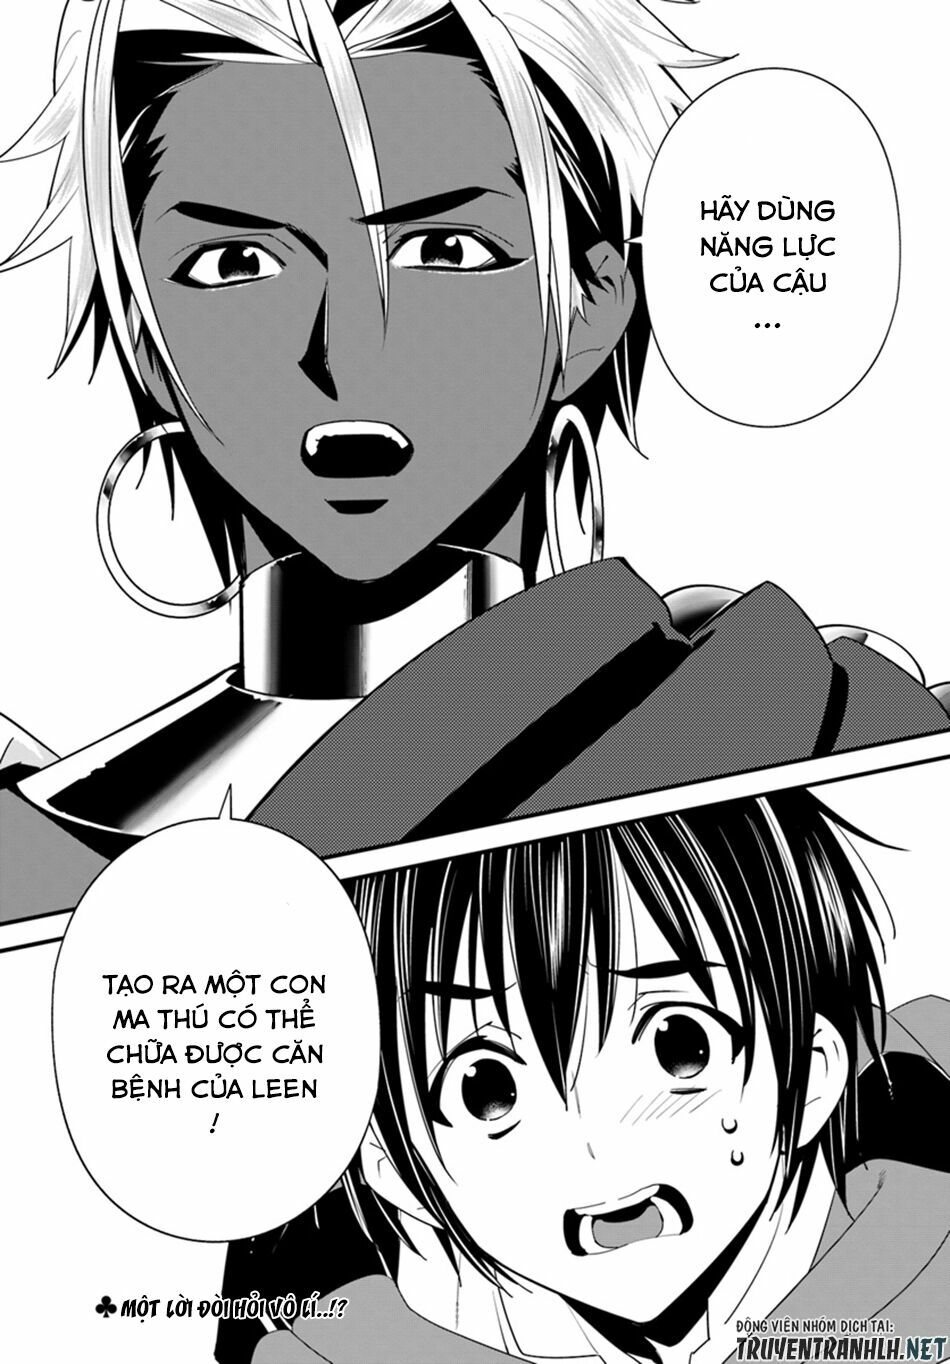 HÃY DÙNG
NĂNG LỰC
CỦA CẬU
...
TẠO RA MỘT CON
MA THÚ CÓ THỂ
CHỮA ĐƯỢC CĂN
BỆNH CỦA LEEN
!
♣ MỘT LỜI ĐÒI HỎI VÔ LÍ..!?
ĐỘNG VIÊN NHÓM DỊCH TẠI:
TRUYENTRANHLH.NET